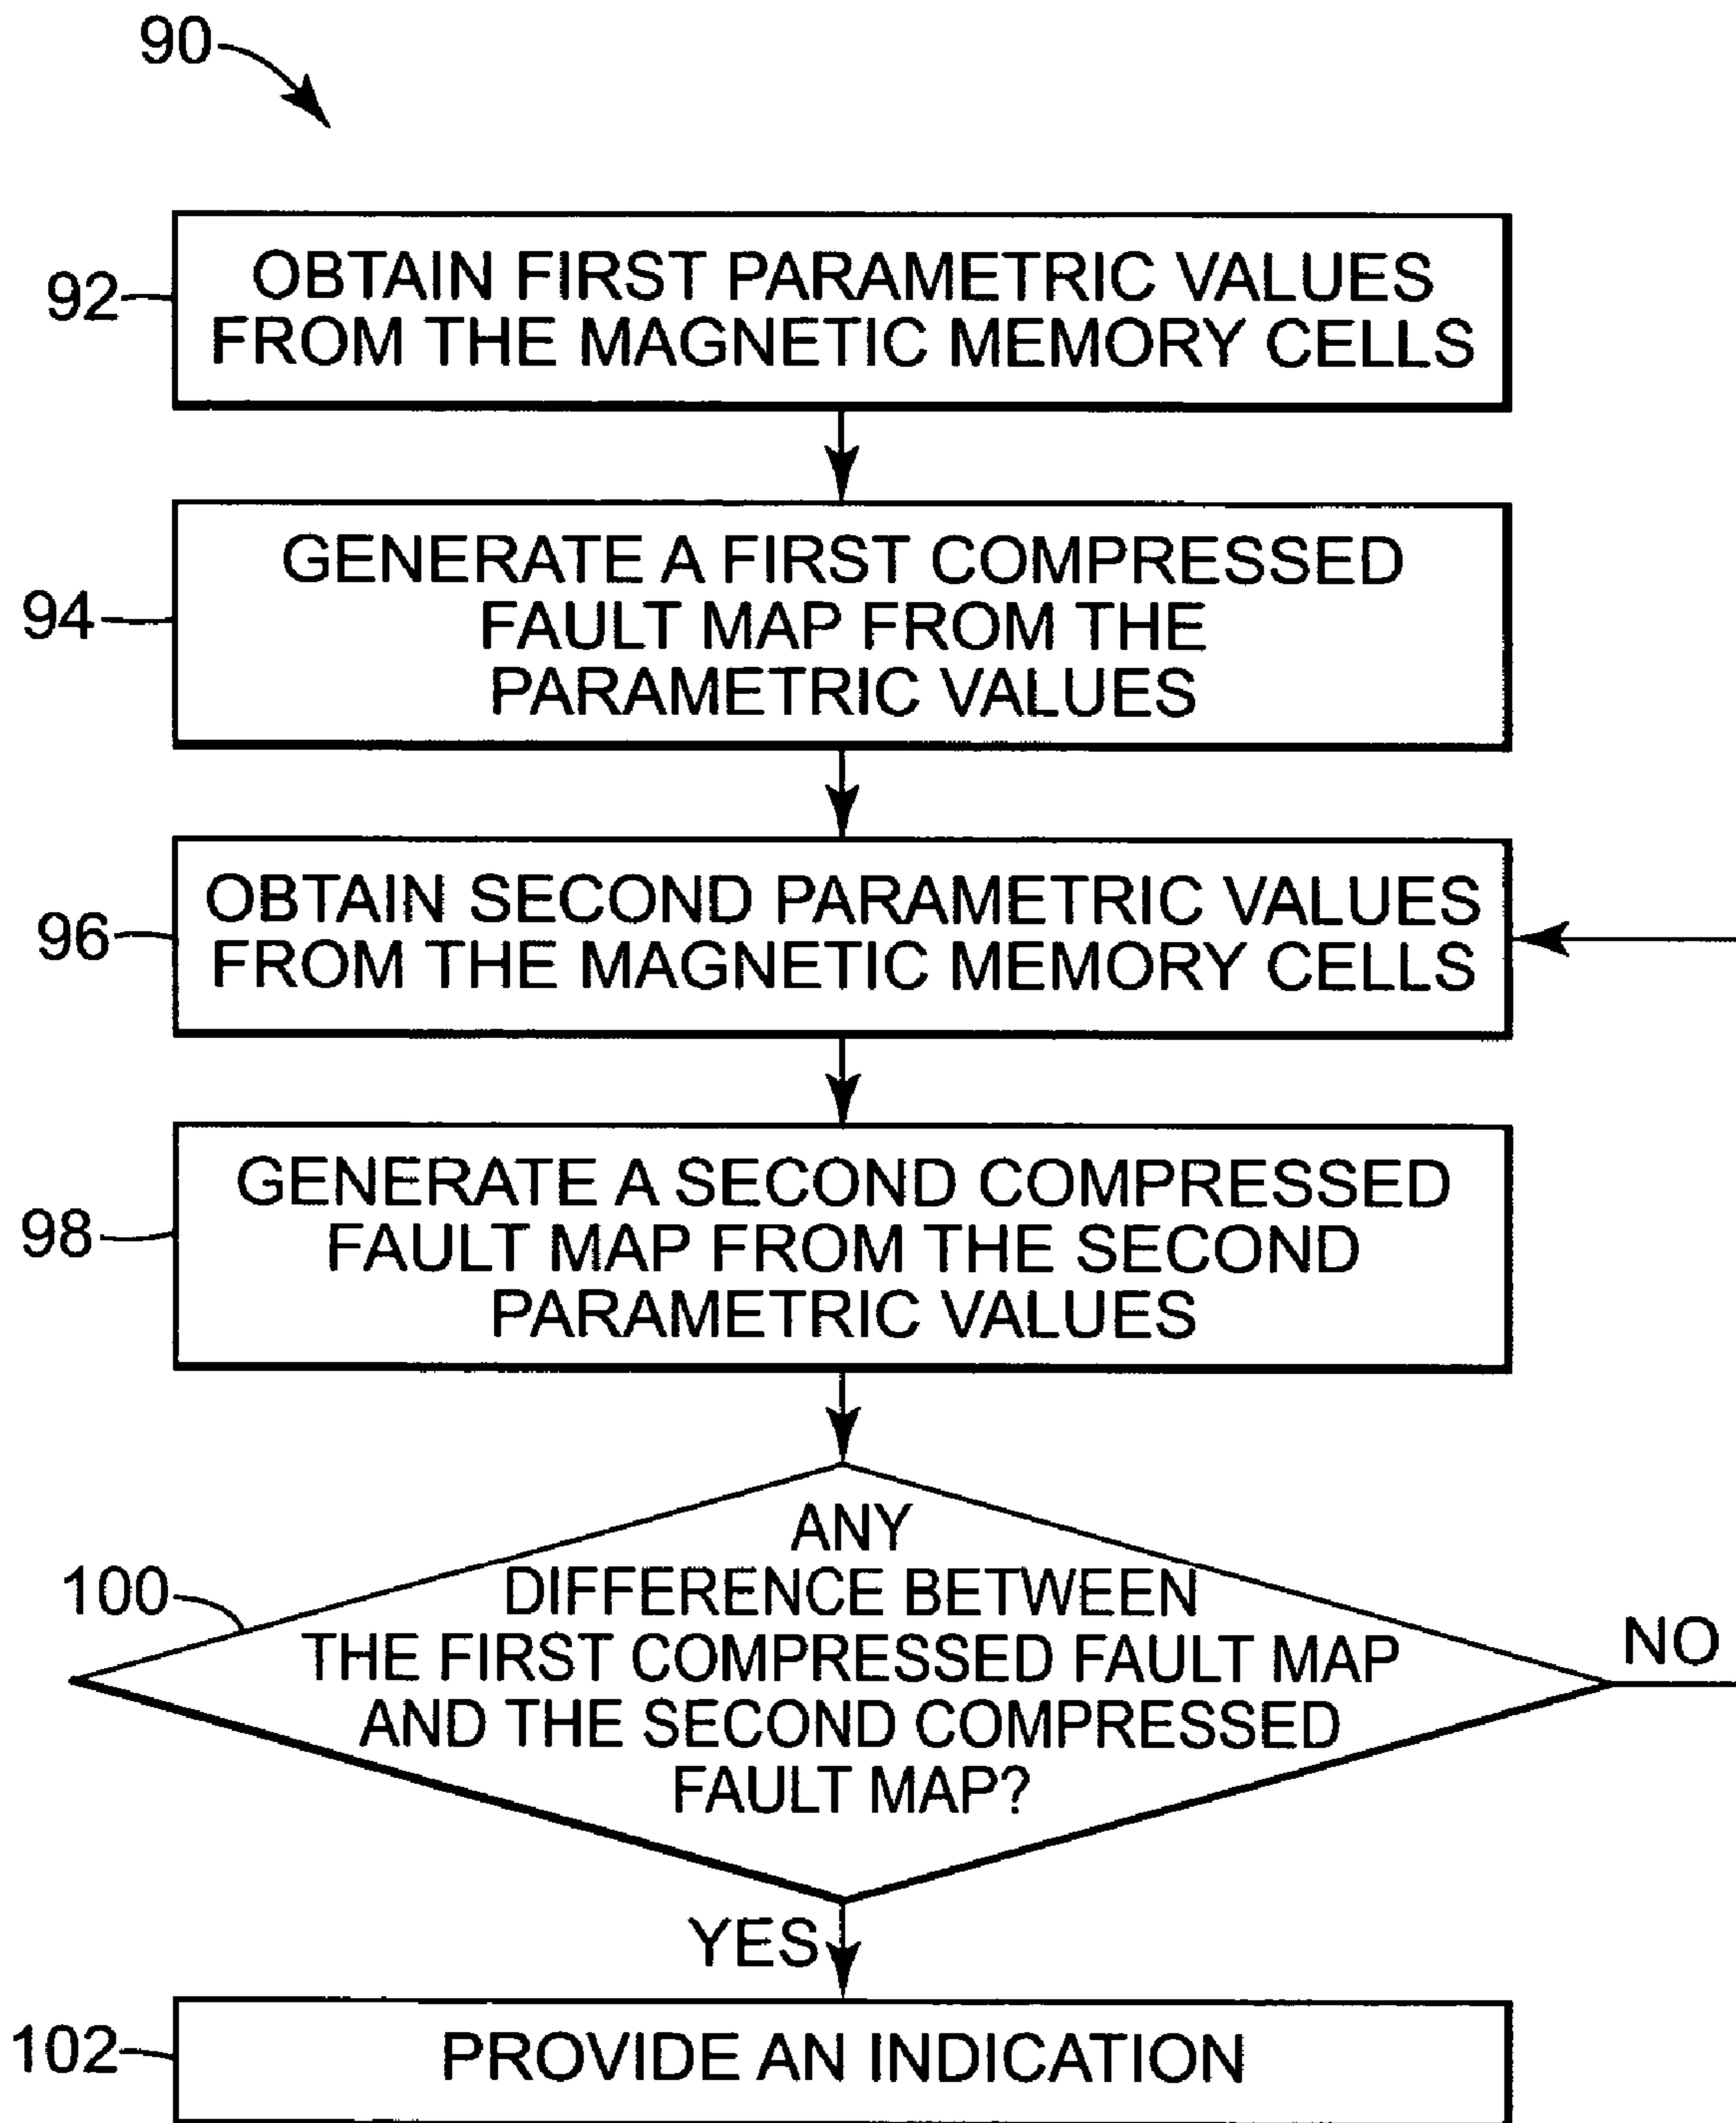 90
92
OBTAIN FIRST PARAMETRIC VALUES
FROM THE MAGNETIC MEMORY CELLS
94
GENERATE A FIRST COMPRESSED
FAULT MAP FROM THE
PARAMETRIC VALUES
96
OBTAIN SECOND PARAMETRIC VALUES
FROM THE MAGNETIC MEMORY CELLS
98
GENERATE A SECOND COMPRESSED
FAULT MAP FROM THE SECOND
PARAMETRIC VALUES
100
ANY
DIFFERENCE BETWEEN
THE FIRST COMPRESSED FAULT MAP
AND THE SECOND COMPRESSED
FAULT MAP?
NO
YES
102
PROVIDE AN INDICATION